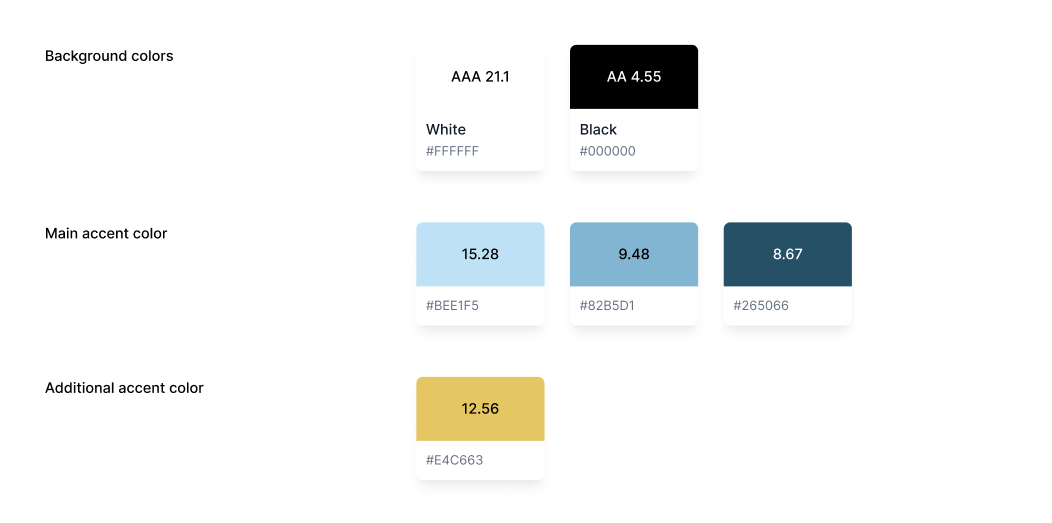 Background colors
AAA 21.1
AA 4.55
White
Black
#FFFFFF
#000000
Main accent color
15.28
9.48
8.67
#BEE1F5
#82B5D1
#265066
Additional accent color
12.56
#E4C663